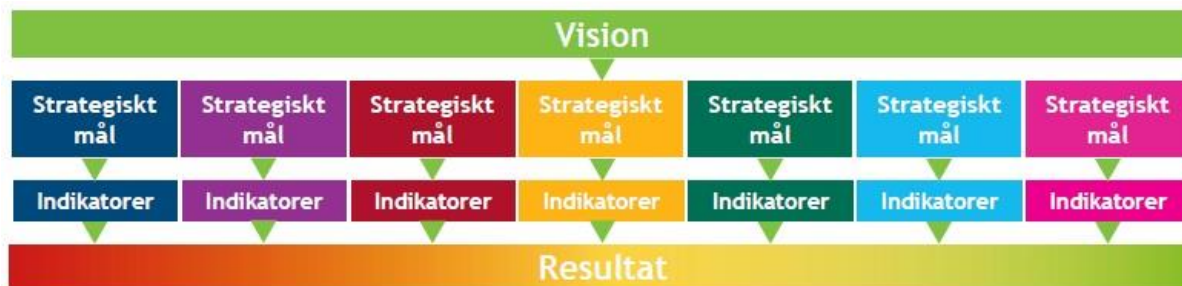 Vision
Strategiskt mål
Strategiskt mål
Strategiskt mål
Strategiskt mål
Strategiskt mål
Strategiskt mål
Strategiskt mål
Indikatorer
Indikatorer
Indikatorer
Indikatorer
Indikatorer
Indikatorer
Indikatorer
Resultat